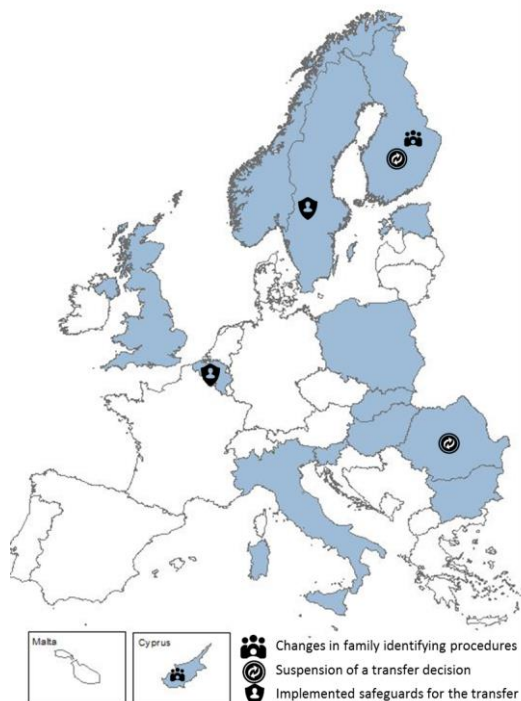 Malta
Cyprus
Changes in family identifying procedures
Suspension of a transfer decision
Implemented safeguards for the transfer